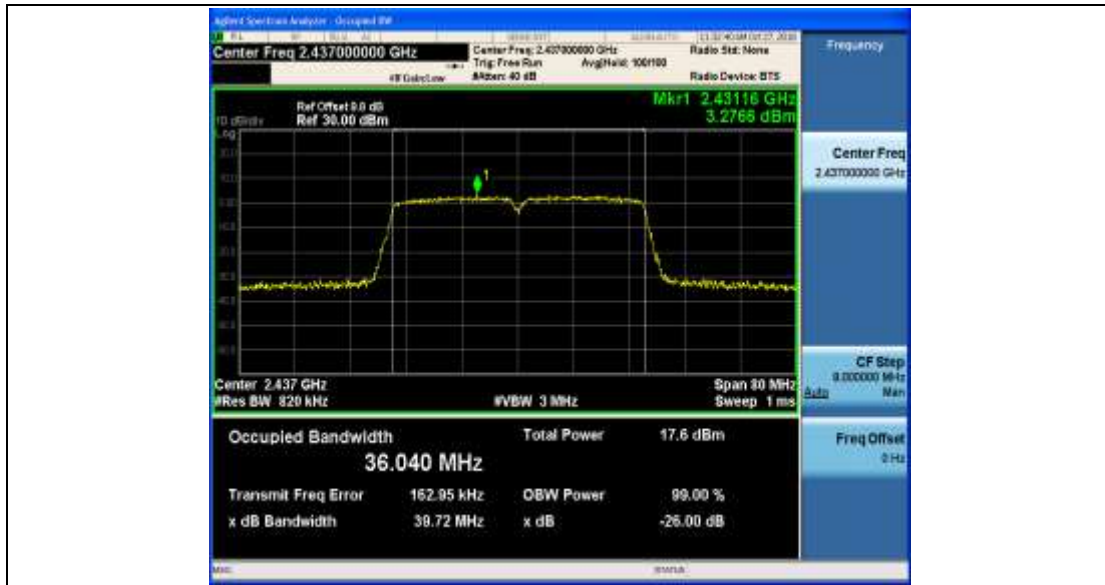 Agilent Spectrum Analyzer - Occupied BW
Center Freq 2.437000000 GHz
Center Freq: 2.437000000 GHz
Trig: Free Run Avg|Hold: 100/100
#IFGain:Low #Atten: 40 dB
Radio Std: None
Radio Device: BTS
Frequency
Mkr1 2.43116 GHz
3.2766 dBm
Ref Offset 9.0 dB
10 dB/div Ref 30.00 dBm
Log
1
Center Freq
2.437000000 GHz
Center 2.437 GHz Span 80 MHz
#Res BW 820 kHz #VBW 3 MHz Sweep 1 ms
CF Step
8.000000 MHz
Auto Man
Occupied Bandwidth Total Power 17.6 dBm
36.040 MHz
Transmit Freq Error 162.95 kHz OBW Power 99.00 %
x dB Bandwidth 39.72 MHz x dB -26.00 dB
Freq Offset
0 Hz
MSG STATUS